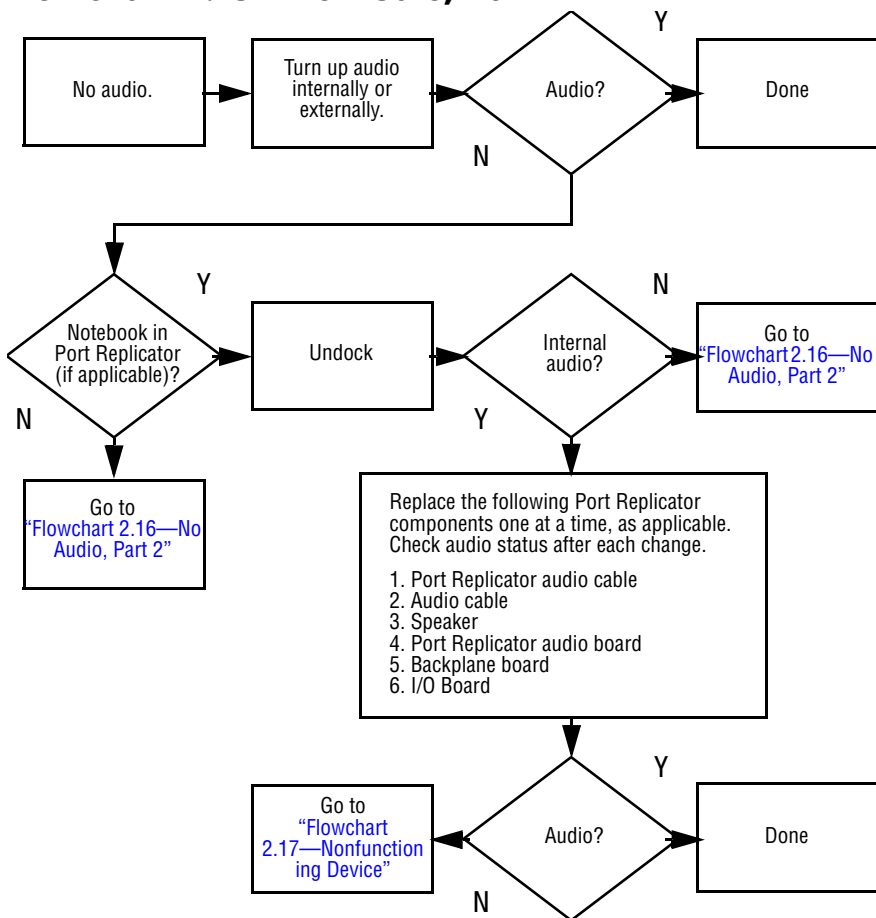 No audio.
Turn up audio
internally or
externally.
Audio?
Y
Done
N
Notebook in
Port Replicator
(if applicable)?
Y
Undock
Internal
audio?
N
Go to
“Flowchart 2.16—No
Audio, Part 2”
N
Go to
“Flowchart 2.16—No
Audio, Part 2”
Y
Replace the following Port Replicator
components one at a time, as applicable.
Check audio status after each change.
1. Port Replicator audio cable
2. Audio cable
3. Speaker
4. Port Replicator audio board
5. Backplane board
6. I/O Board
Audio?
Y
Done
N
Go to
“Flowchart
2.17—Nonfunction
ing Device”